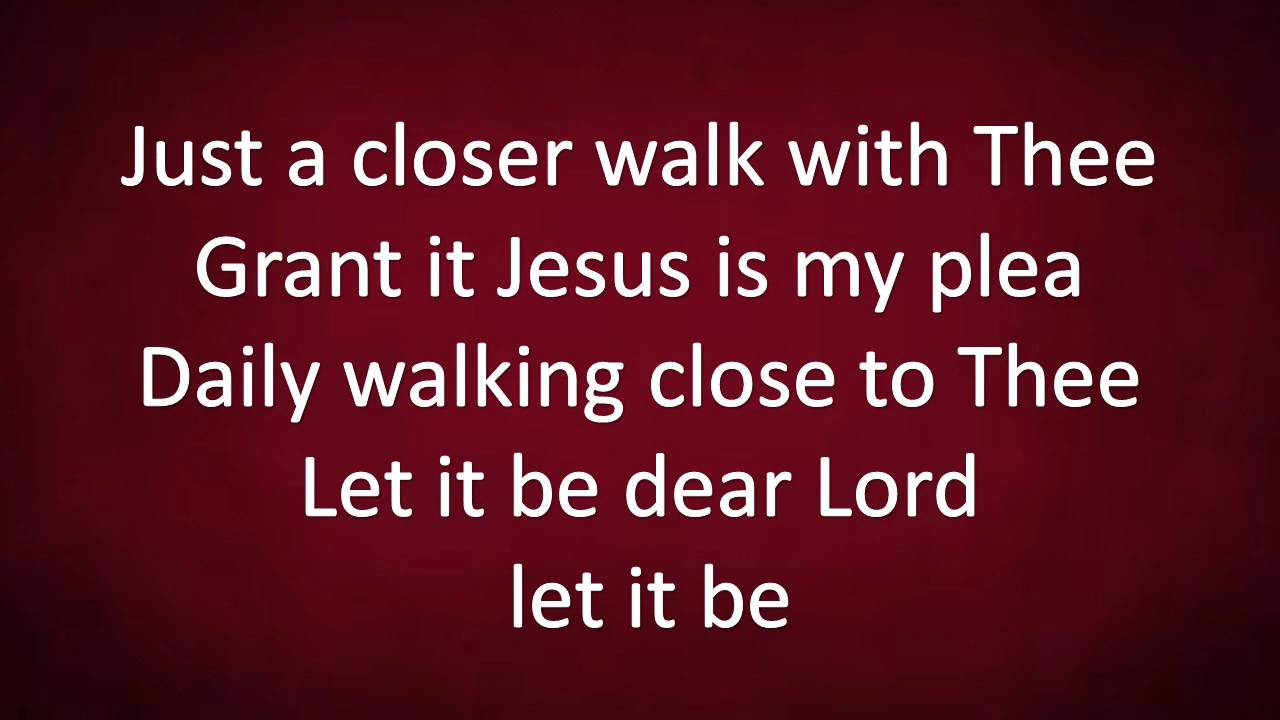 Just a closer walk with Thee
Grant it Jesus is my plea
Daily walking close to Thee
Let it be dear Lord
let it be